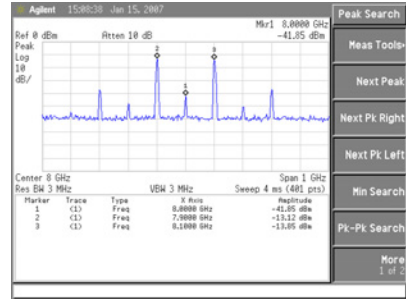 Agilent 15:08:38 Jan 15, 2007
Peak Search
Mkr1 8.0000 GHz
Ref 0 dBm Atten 10 dB -41.85 dBm
Peak
Log
10
dB/
2
3
1
Meas Tools
Next Peak
Next Pk Right
Next Pk Left
Min Search
Pk-Pk Search
More
1 of 2
Center 8 GHz Span 1 GHz
Res BW 3 MHz VBW 3 MHz Sweep 4 ms (401 pts)
Marker Trace Type X Axis Amplitude
1 (1) Freq 8.0000 GHz -41.85 dBm
2 (1) Freq 7.9000 GHz -13.12 dBm
3 (1) Freq 8.1000 GHz -13.85 dBm